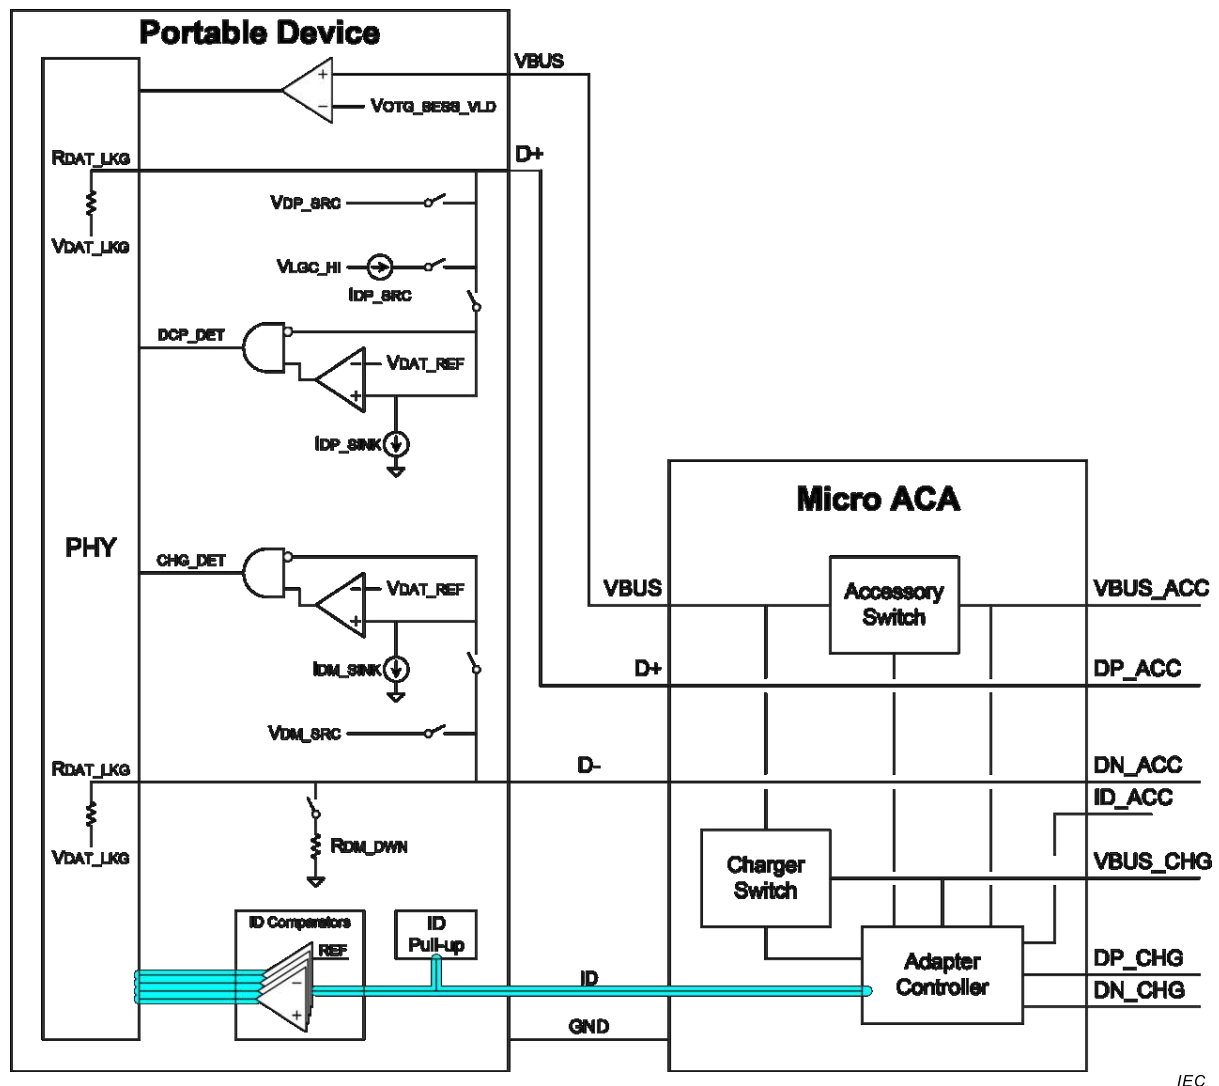 Portable Device
VBUS
VOTG_SESS_VLD
RDAT_LKG
D+
VDP_SRC
VDAT_LKG
VLGC_HI
IDP_SRC
DCP_DET
VDAT_REF
IDP_SINK
Micro ACA
PHY
CHG_DET
VDAT_REF
IDM_SINK
VBUS
Accessory
Switch
VBUS_ACC
D+
DP_ACC
VDM_SRC
RDAT_LKG
D-
DN_ACC
ID_ACC
RDM_DWN
VDAT_LKG
Charger
Switch
VBUS_CHG
ID Comparators
REF
ID
Pull-up
ID
Adapter
Controller
DP_CHG
DN_CHG
GND
IEC